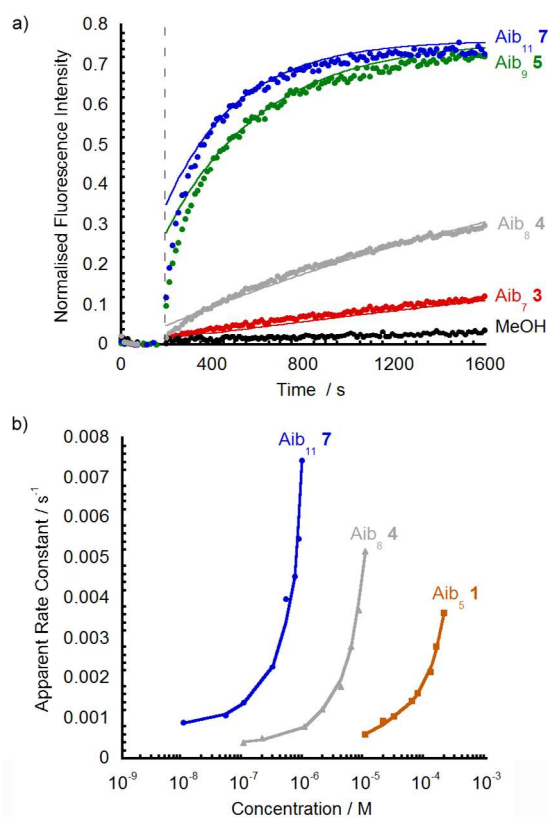 a)
0.8
0.7
0.6
0.5
0.4
0.3
0.2
0.1
0
Normalised Fluorescence Intensity
0 400 800 1200 1600
Time / s
Aib₁₁ 7
Aib₉ 5
Aib₈ 4
Aib₇ 3
MeOH
b)
0.008
0.007
0.006
0.005
0.004
0.003
0.002
0.001
0
Apparent Rate Constant / s⁻¹
Aib₁₁ 7
Aib₈ 4
Aib₅ 1
10⁻⁹ 10⁻⁸ 10⁻⁷ 10⁻⁶ 10⁻⁵ 10⁻⁴ 10⁻³
Concentration / M